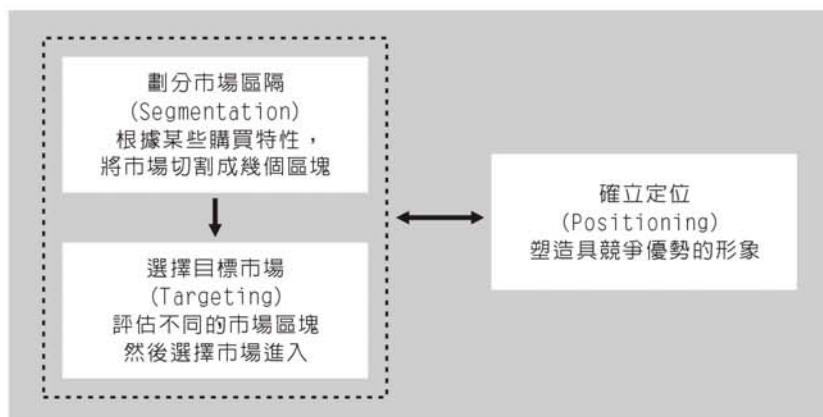 劃分市場區隔
(Segmentation)
根據某些購買特性，
將市場切割成幾個區塊
選擇目標市場
(Targeting)
評估不同的市場區塊
然後選擇市場進入
確立定位
(Positioning)
塑造具競爭優勢的形象